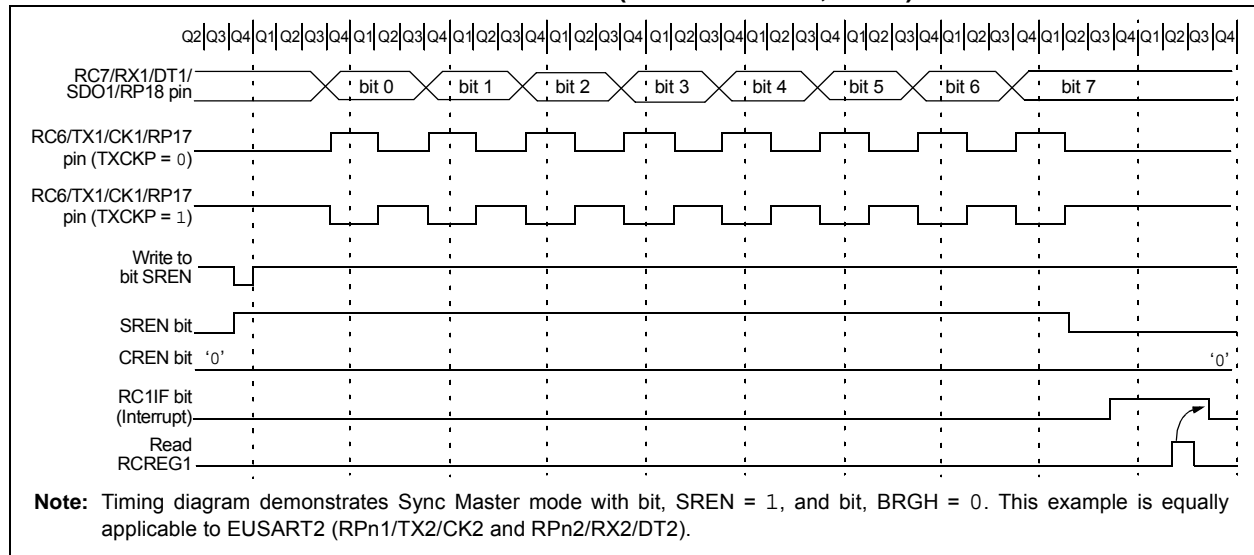 Q2 Q3 Q4 Q1 Q2 Q3 Q4 Q1 Q2 Q3 Q4 Q1 Q2 Q3 Q4 Q1 Q2 Q3 Q4 Q1 Q2 Q3 Q4 Q1 Q2 Q3 Q4 Q1 Q2 Q3 Q4 Q1 Q2 Q3 Q4 Q1 Q2 Q3 Q4 Q1 Q2 Q3 Q4
RC7/RX1/DT1/
SDO1/RP18 pin
bit 0 bit 1 bit 2 bit 3 bit 4 bit 5 bit 6 bit 7
RC6/TX1/CK1/RP17
pin (TXCKP = 0)
RC6/TX1/CK1/RP17
pin (TXCKP = 1)
Write to
bit SREN
SREN bit
CREN bit ‘0’ ‘0’
RC1IF bit
(Interrupt)
Read
RCREG1
Note: Timing diagram demonstrates Sync Master mode with bit, SREN = 1, and bit, BRGH = 0. This example is equally
applicable to EUSART2 (RPn1/TX2/CK2 and RPn2/RX2/DT2).